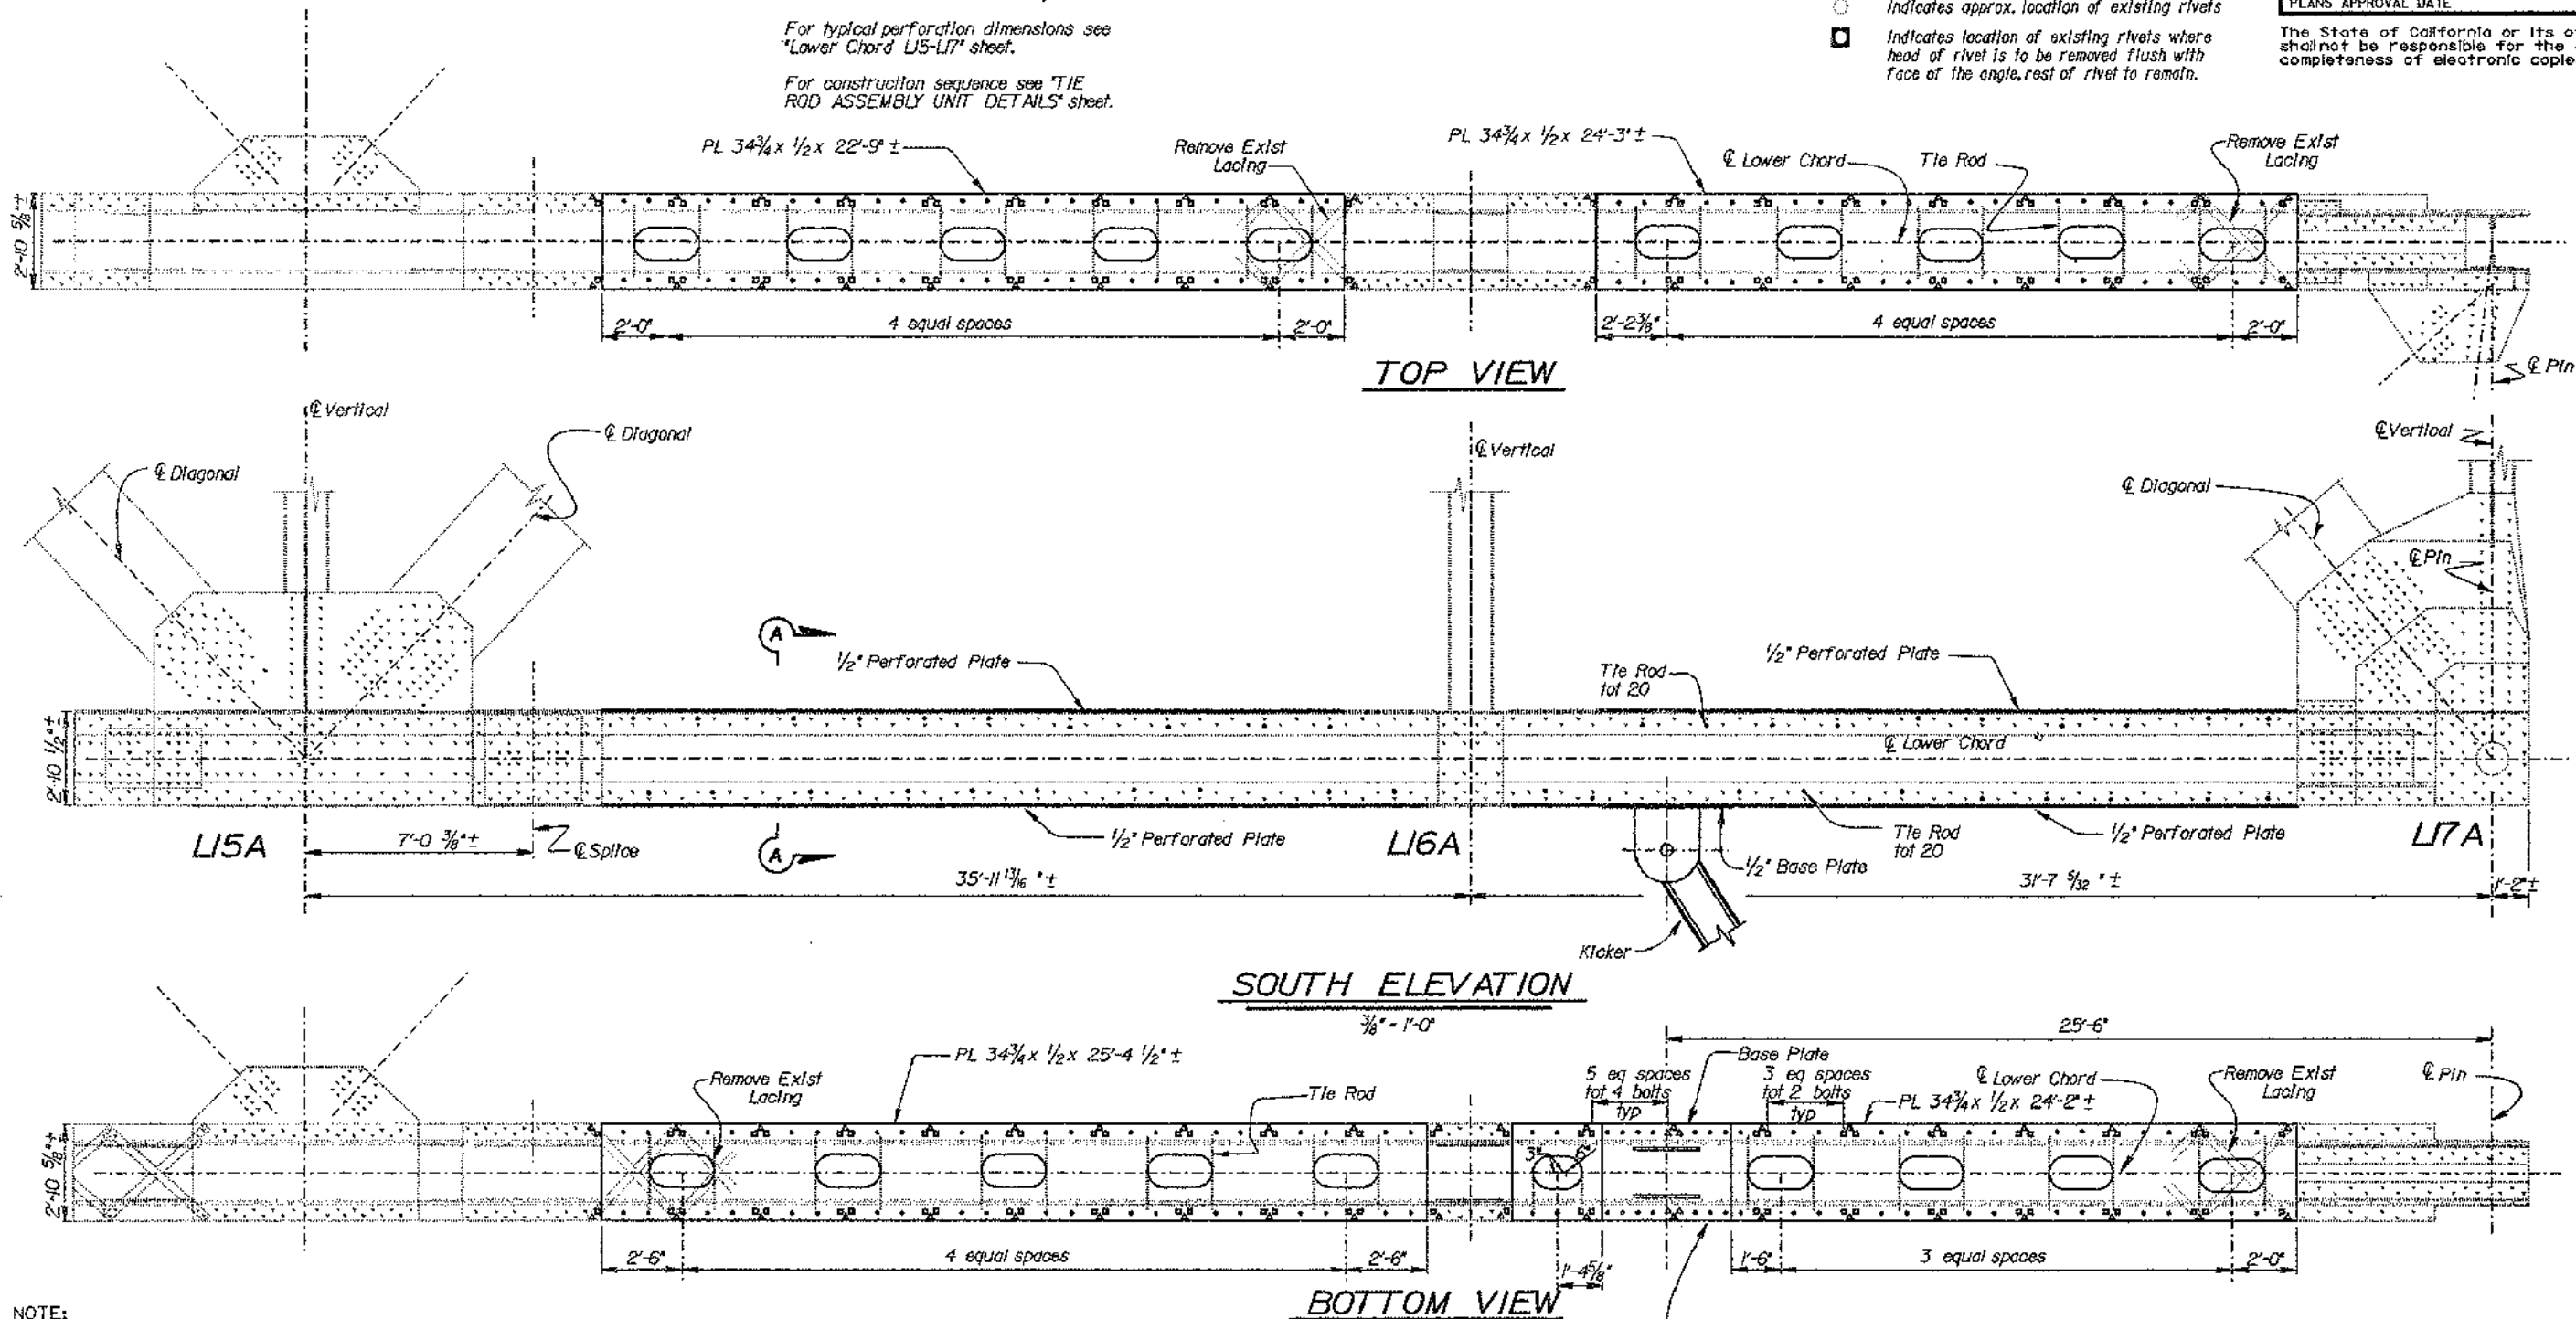 For typical perforation dimensions see
"Lower Chord L15-L17" sheet.
For construction sequence see "TIE
ROD ASSEMBLY UNIT DETAILS" sheet.
Indicates approx. location of existing rivets
Indicates location of existing rivets where
head of rivet is to be removed flush with
face of the angle, rest of rivet to remain.
PLANS APPROVAL DATE
The State of California or its
shall not be responsible for the
completeness of electronic
PL 34¾ x ½ x 22'-9" ±
Remove Exist
Lacing
PL 34¾ x ½ x 24'-3" ±
℄ Lower Chord
Tie Rod
Remove Exist
Lacing
2'-10 ⅝" ±
2'-0"
4 equal spaces
2'-0"
2'-2⅜"
4 equal spaces
2'-0"
TOP VIEW
℄ Pin
℄ Vertical
℄ Diagonal
℄ Diagonal
℄ Vertical
℄ Vertical
℄ Diagonal
℄ Pin
A
½" Perforated Plate
Tie Rod
tot 20
½" Perforated Plate
2'-10 ½" ±
℄ Lower Chord
L15A
7'-0 ⅜" ±
℄ Splice
A
½" Perforated Plate
L16A
½" Base Plate
Tie Rod
tot 20
½" Perforated Plate
L17A
35'-11 13/16" ±
31'-7 5/32" ±
1'-2" ±
Kicker
SOUTH ELEVATION
⅜" = 1'-0"
25'-6"
PL 34¾ x ½ x 25'-4 ½" ±
Remove Exist
Lacing
Tie Rod
5 eq spaces
tot 4 bolts
typ
Base Plate
3 eq spaces
tot 2 bolts
typ
℄ Lower Chord
PL 34¾ x ½ x 24'-2" ±
Remove Exist
Lacing
℄ Pin
2'-10 ⅝" ±
3"
6"
2'-6"
4 equal spaces
2'-6"
1'-4⅝"
1'-6"
3 equal spaces
2'-0"
BOTTOM VIEW
NOTE: